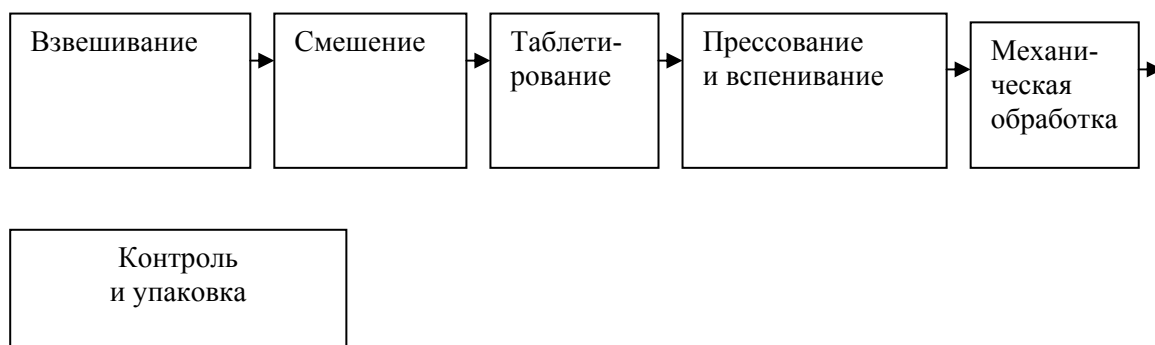 Взвешивание
Смешение
Таблети-
рование
Прессование
и вспенивание
Механи-
ческая
обработка
Контроль
и упаковка